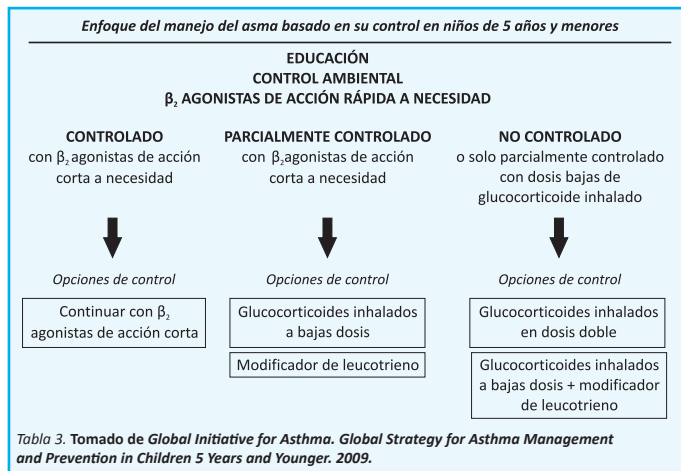 Enfoque del manejo del asma basado en su control en niños de 5 años y menores
EDUCACIÓN
CONTROL AMBIENTAL
β₂ AGONISTAS DE ACCIÓN RÁPIDA A NECESIDAD
CONTROLADO
con β₂ agonistas de acción
corta a necesidad
PARCIALMENTE CONTROLADO
con β₂agonistas de acción
corta a necesidad
NO CONTROLADO
o solo parcialmente controlado
con dosis bajas de
glucocorticoide inhalado
Opciones de control
Continuar con β₂
agonistas de acción corta
Opciones de control
Glucocorticoides inhalados
a bajas dosis
Modificador de leucotrieno
Opciones de control
Glucocorticoides inhalados
en dosis doble
Glucocorticoides inhalados
a bajas dosis + modificador
de leucotrieno
Tabla 3. Tomado de Global Initiative for Asthma. Global Strategy for Asthma Management
and Prevention in Children 5 Years and Younger. 2009.